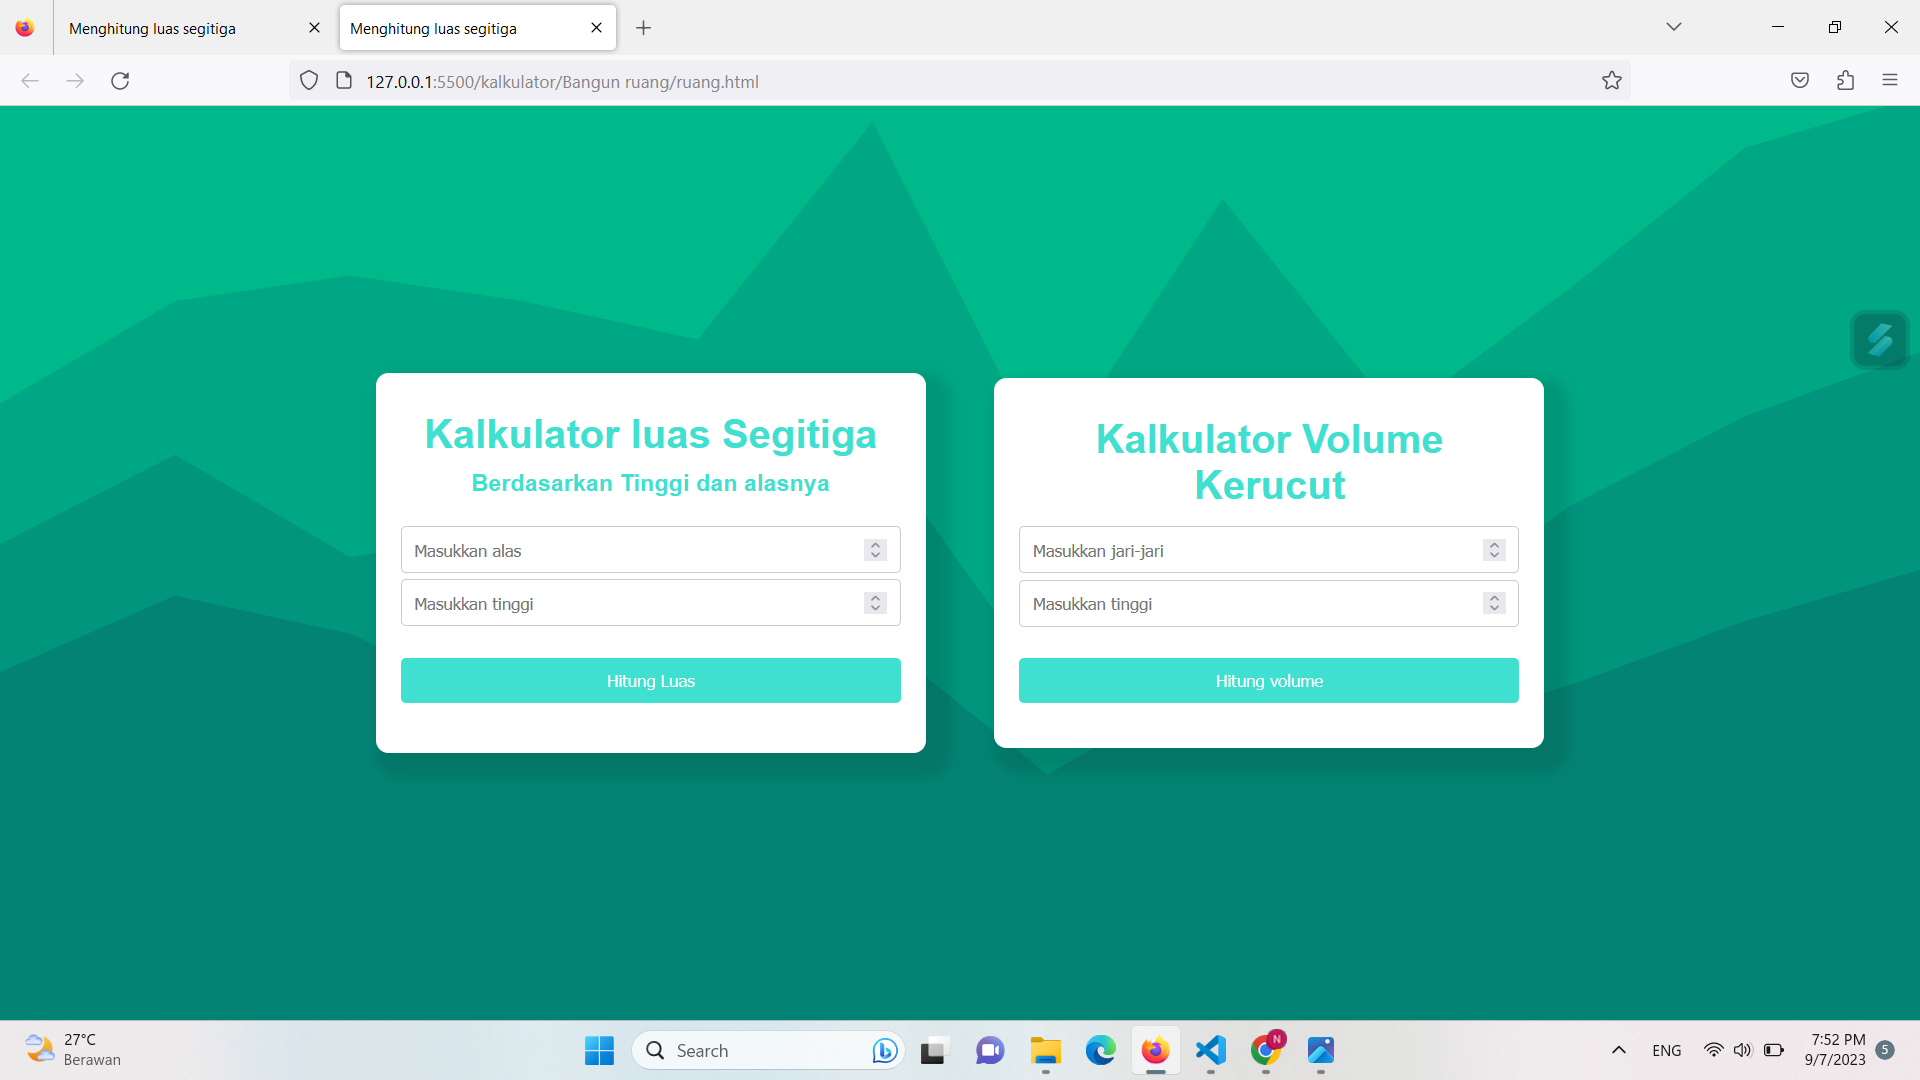 Menghitung luas segitiga
Menghitung luas segitiga
127.0.0.1:5500/kalkulator/Bangun ruang/ruang.html
Kalkulator luas Segitiga
Berdasarkan Tinggi dan alasnya
Masukkan alas
Masukkan tinggi
Hitung Luas
Kalkulator Volume
Kerucut
Masukkan jari-jari
Masukkan tinggi
Hitung volume
27°C
Berawan
Search
N
ENG
7:52 PM
9/7/2023
5